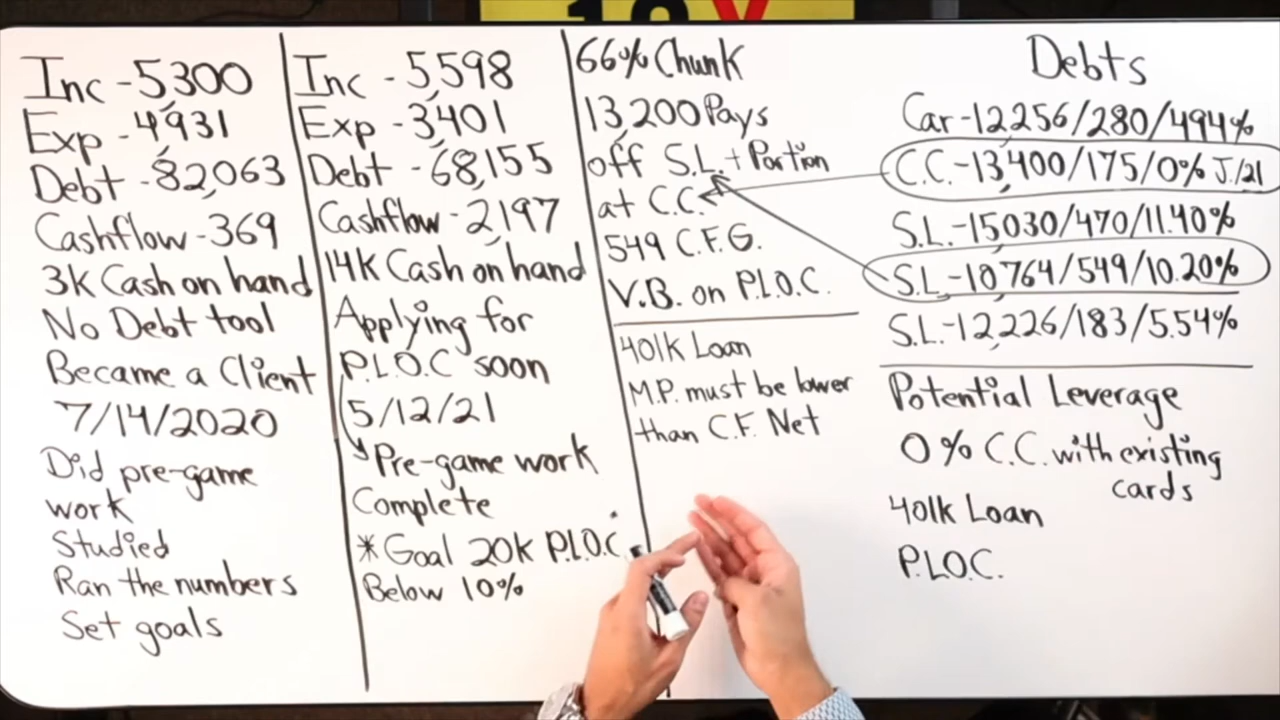 Inc - 5,300
Exp - 4,931
Debt - 82,063
Cashflow - 369
3K Cash on hand
No Debt tool
Became a Client
7/14/2020
Did pre-game
work
Studied
Ran the numbers
Set goals
Inc - 5,598
Exp - 3,401
Debt - 68,155
Cashflow - 2,197
14K Cash on hand
Applying for
P.L.O.C soon
5/12/21
Pre-game work
Complete
* Goal 20K P.L.O.C
Below 10%
66% Chunk
13,200 Pays
off S.L. + Portion
at C.C.
549 C.F.G.
V.B. on P.L.O.C.
401k Loan
M.P. must be lower
than C.F. Net
Debts
Car - 12,256/280/4.94%
C.C. - 13,400/175/0% J./21
S.L. - 15,030/470/11.40%
S.L - 10,764/549/10.20%
S.L. - 12,226/183/5.54%
Potential Leverage
0% C.C. with existing
cards
401k Loan
P.L.O.C.